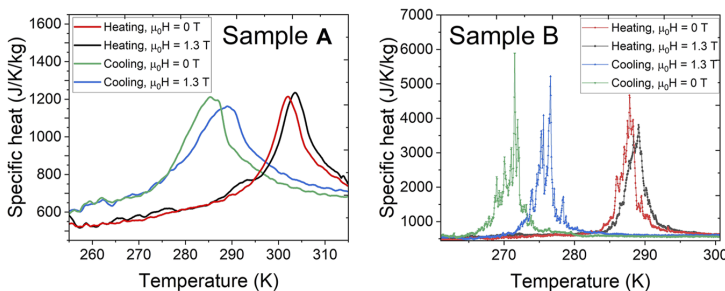 Heating, μ₀H = 0 T
Heating, μ₀H = 1.3 T
Cooling, μ₀H = 0 T
Cooling, μ₀H = 1.3 T
Sample A
Specific heat (J/K/kg)
1600
1400
1200
1000
800
600
260 270 280 290 300 310
Temperature (K)
Sample B
Heating, μ₀H = 0 T
Heating, μ₀H = 1.3 T
Cooling, μ₀H = 1.3 T
Cooling, μ₀H = 0 T
Specific heat (J/K/kg)
7000
6000
5000
4000
3000
2000
1000
270 280 290 300
Temperature (K)